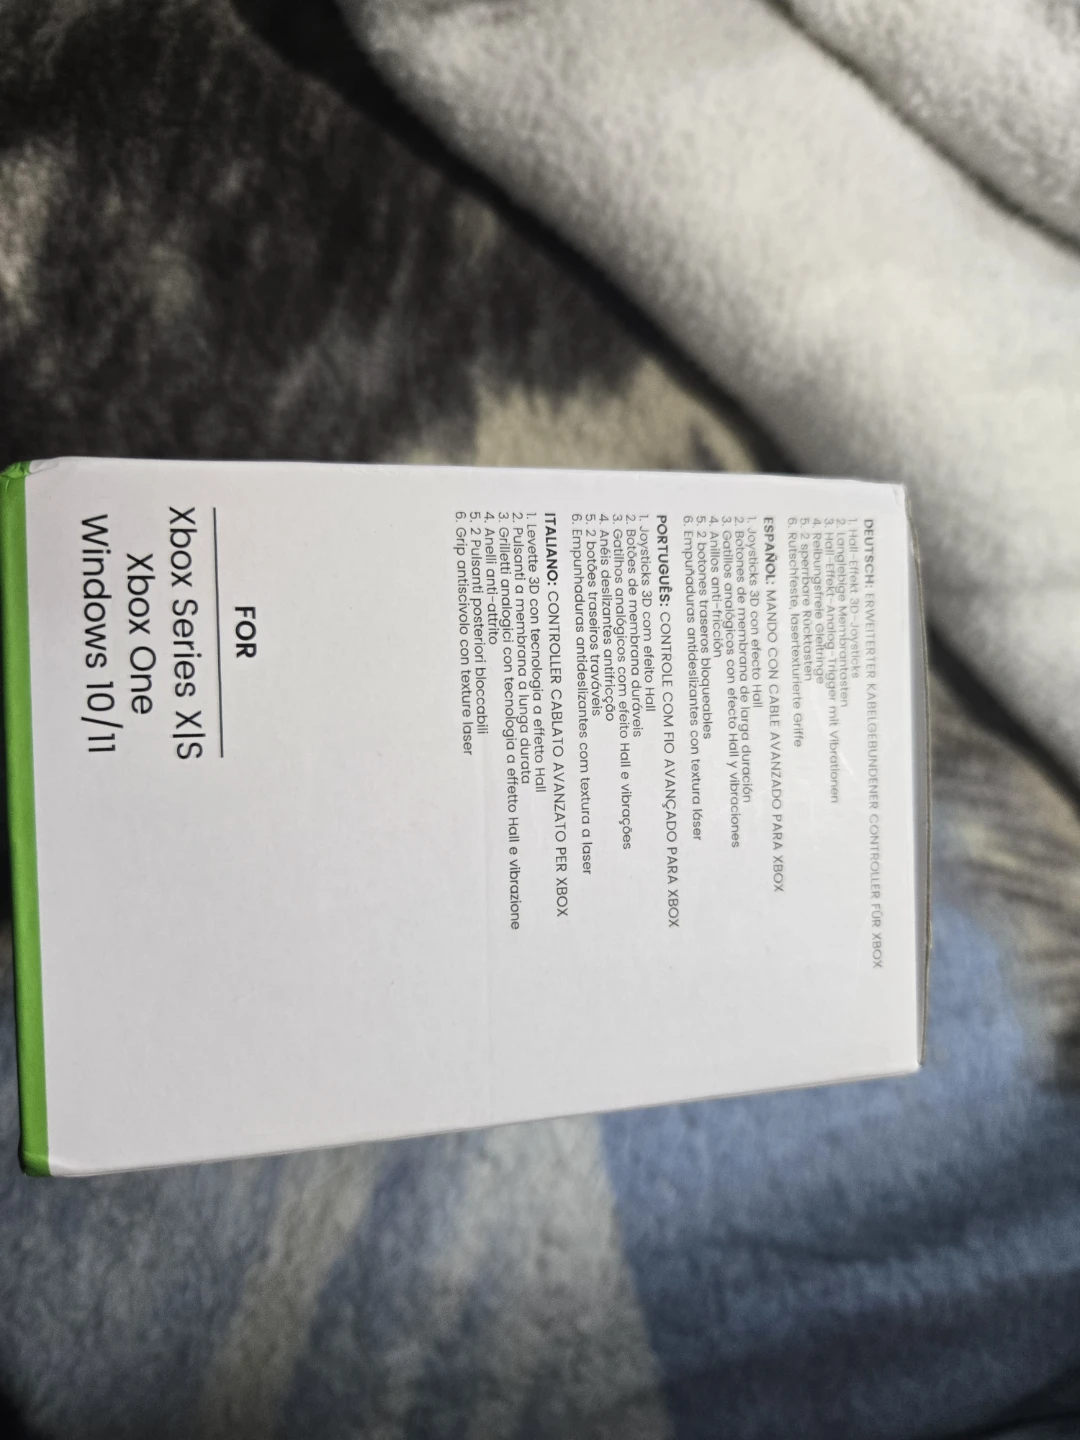 DEUTSCH: ERWEITERTER KABELGEBUNDENER CONTROLLER FÜR XBOX
1. Hall-Effekt 3D-Joysticks
2. Langlebige Membrantasten
3. Hall-Effekt-Analog-Trigger mit Vibrationen
4. Reibungsfreie Gleitringe
5. 2 sperrbare Rücktasten
6. Rutschfeste, lasertexturierte Griffe
ESPAÑOL: MANDO CON CABLE AVANZADO PARA XBOX
1. Joysticks 3D con efecto Hall
2. Botones de membrana de larga duración
3. Gatillos analógicos con efecto Hall y vibraciones
4. Anillos anti-fricción
5. 2 botones traseros bloqueables
6. Empuñaduras antideslizantes con textura láser
PORTUGUÊS: CONTROLE COM FIO AVANÇADO PARA XBOX
1. Joysticks 3D com efeito Hall
2. Botões de membrana duráveis
3. Gatilhos analógicos com efeito Hall e vibrações
4. Anéis deslizantes antifricção
5. 2 botões traseiros traváveis
6. Empunhaduras antideslizantes com textura a laser
ITALIANO: CONTROLLER CABLATO AVANZATO PER XBOX
1. Levette 3D con tecnologia a effetto Hall
2. Pulsanti a membrana a lunga durata
3. Grilletti analogici con tecnologia a effetto Hall e vibrazione
4. Anelli anti-attrito
5. 2 Pulsanti posteriori bloccabili
6. Grip antiscivolo con texture laser
FOR
Xbox Series X|S
Xbox One
Windows 10/11